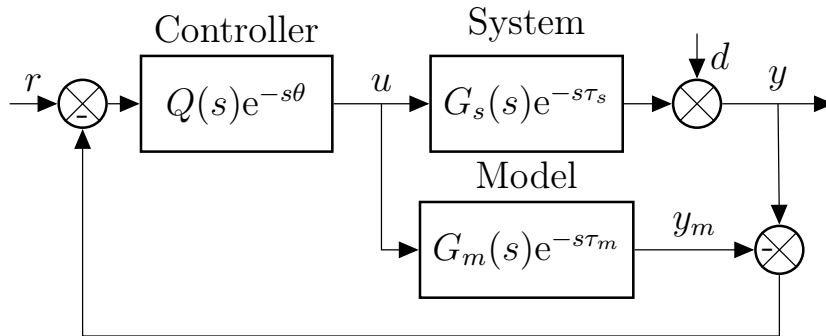 Controller
System
r
-
Q(s)e^{-sθ}
u
G_s(s)e^{-sτ_s}
d
y
Model
G_m(s)e^{-sτ_m}
y_m
-